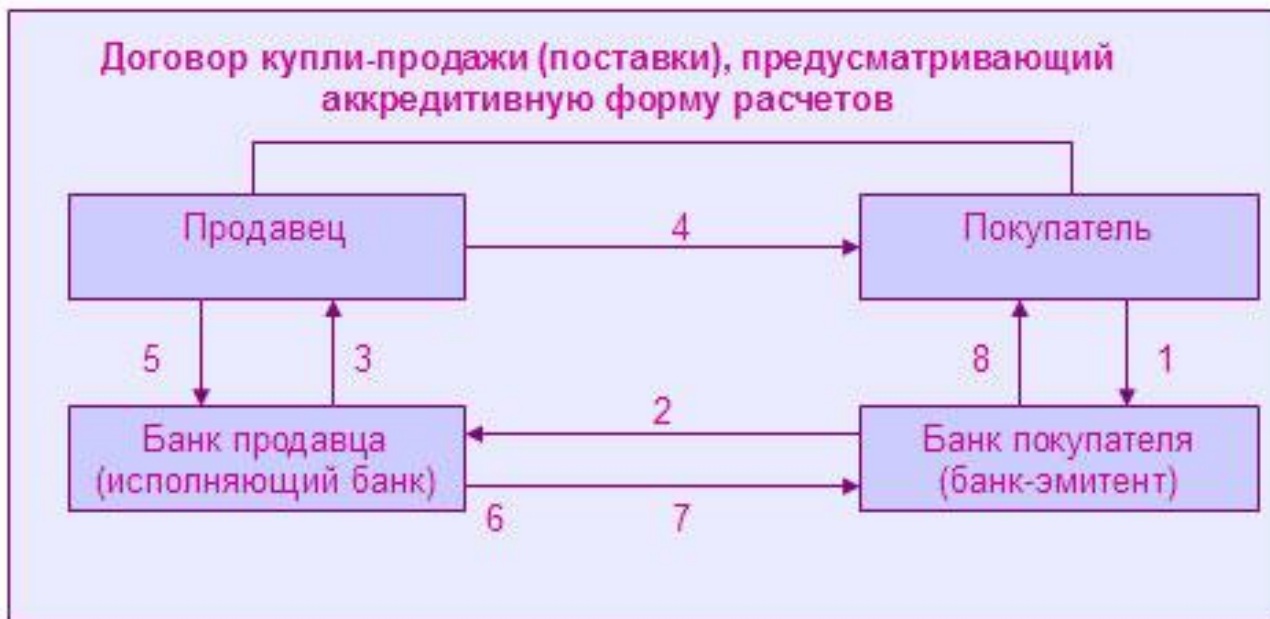 Договор купли-продажи (поставки), предусматривающий
аккредитивную форму расчетов
Продавец
4
Покупатель
5
3
8
1
2
Банк продавца
(исполняющий банк)
Банк покупателя
(банк-эмитент)
6
7